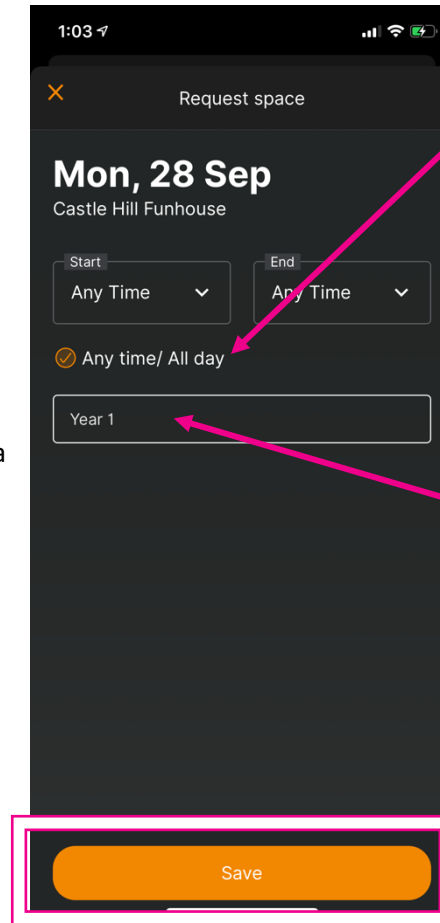 1:03
Request space
Mon, 28 Sep
Castle Hill Funhouse
Start
End
Any Time
Any Time
Any time/ All day
Year 1
a
Save